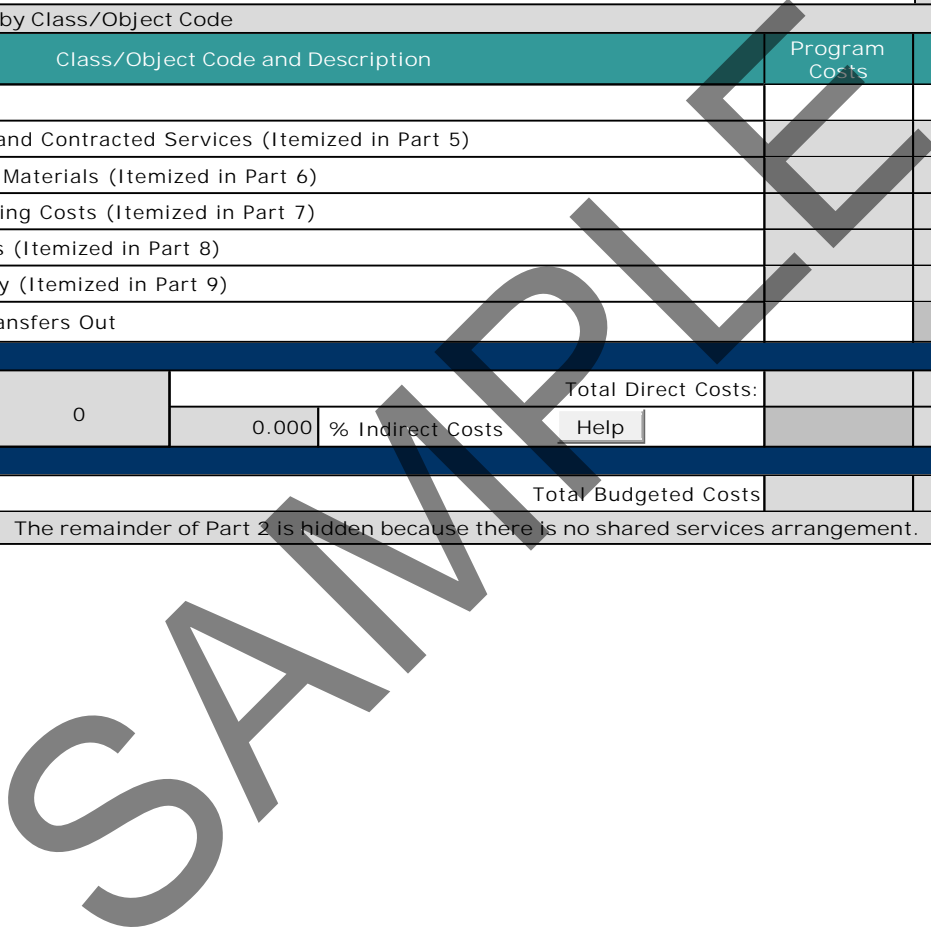 by Class/Object Code
Class/Object Code and Description
Program
Costs
and Contracted Services (Itemized in Part 5)
Materials (Itemized in Part 6)
ing Costs (Itemized in Part 7)
s (Itemized in Part 8)
y (Itemized in Part 9)
ansfers Out
Total Direct Costs:
0
0.000 % Indirect Costs Help
Total Budgeted Costs
The remainder of Part 2 is hidden because there is no shared services arrangement.
SAMPLE